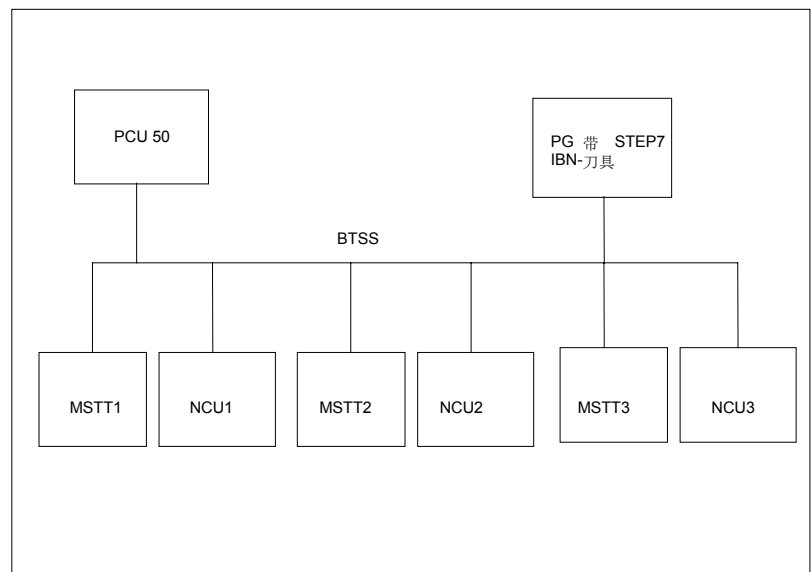 PCU 50
PG 带 STEP7
IBN-刀具
BTSS
MSTT1
NCU1
MSTT2
NCU2
MSTT3
NCU3